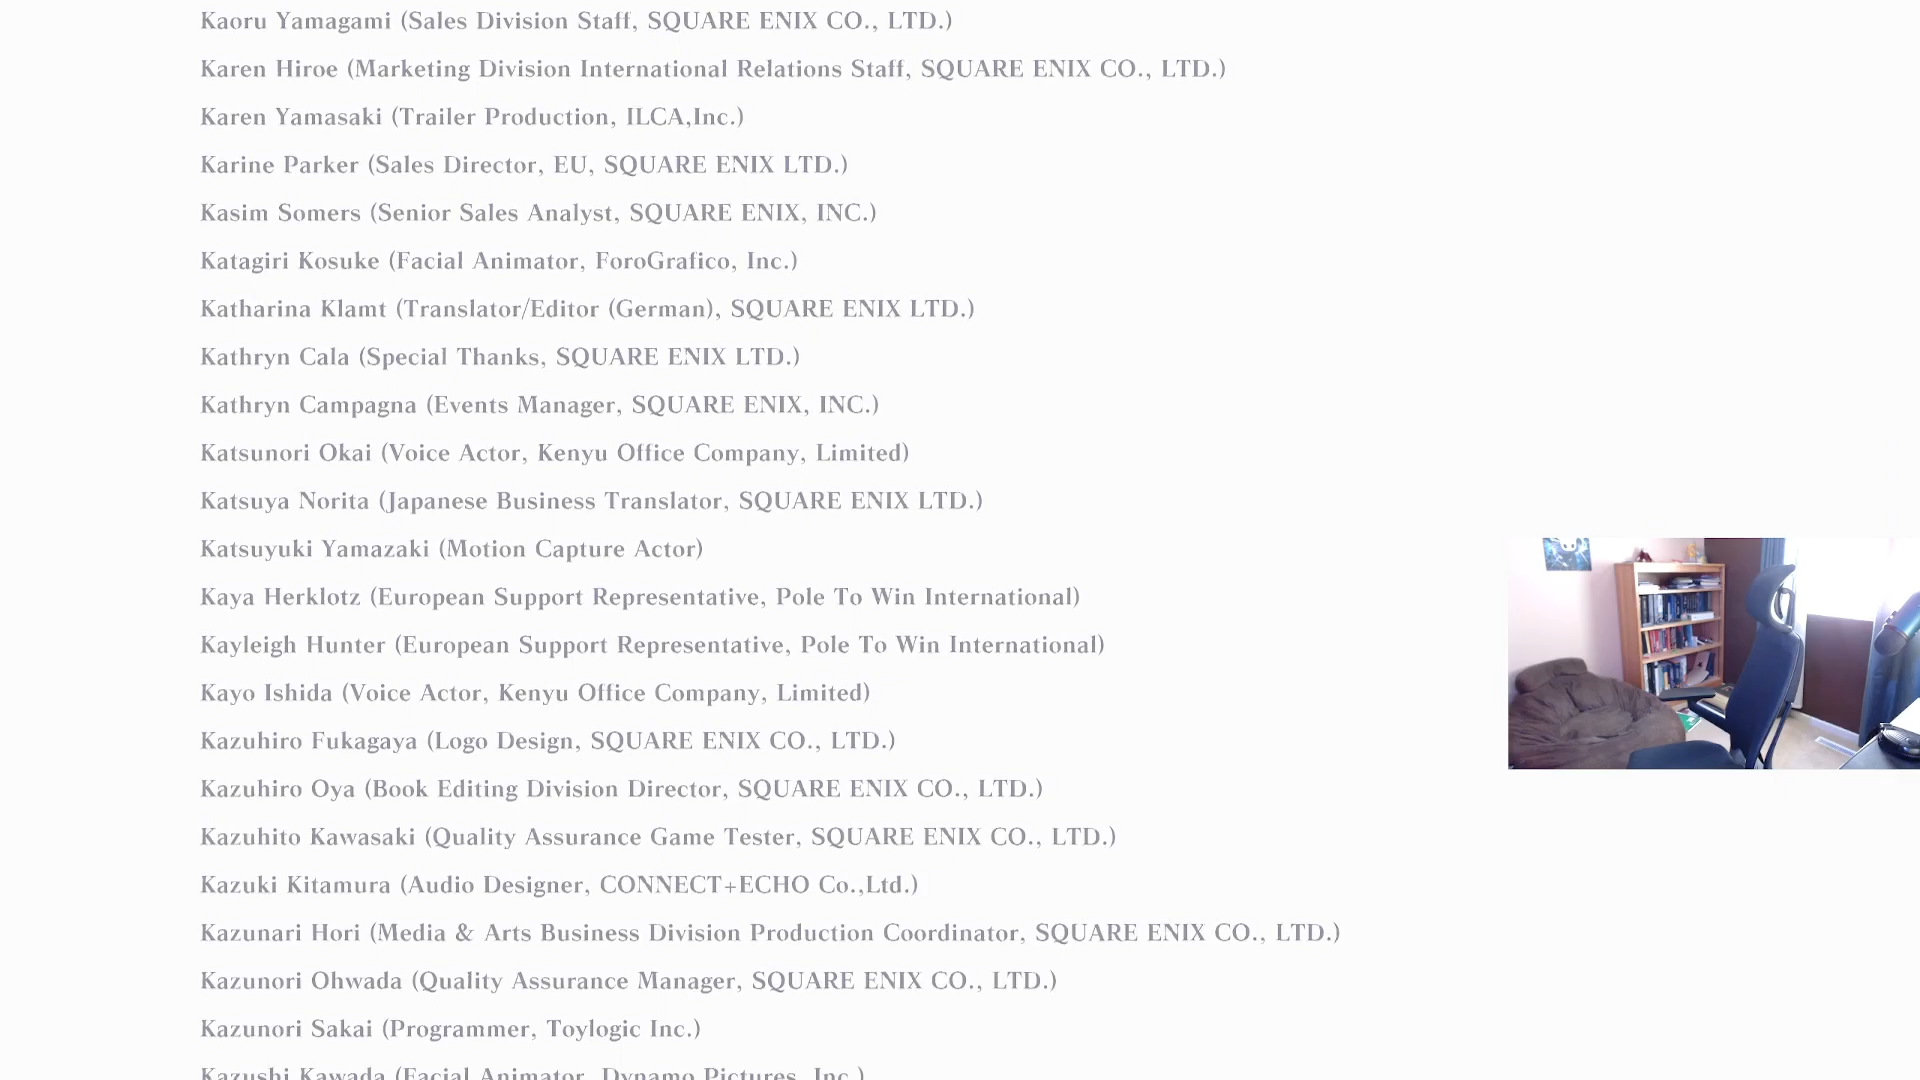 Kaoru Yamagami (Sales Division Staff, SQUARE ENIX CO., LTD.)
Karen Hiroe (Marketing Division International Relations Staff, SQUARE ENIX CO., LTD.)
Karen Yamasaki (Trailer Production, ILCA,Inc.)
Karine Parker (Sales Director, EU, SQUARE ENIX LTD.)
Kasim Somers (Senior Sales Analyst, SQUARE ENIX, INC.)
Katagiri Kosuke (Facial Animator, ForoGrafico, Inc.)
Katharina Klamt (Translator/Editor (German), SQUARE ENIX LTD.)
Kathryn Cala (Special Thanks, SQUARE ENIX LTD.)
Kathryn Campagna (Events Manager, SQUARE ENIX, INC.)
Katsunori Okai (Voice Actor, Kenyu Office Company, Limited)
Katsuya Norita (Japanese Business Translator, SQUARE ENIX LTD.)
Katsuyuki Yamazaki (Motion Capture Actor)
Kaya Herklotz (European Support Representative, Pole To Win International)
Kayleigh Hunter (European Support Representative, Pole To Win International)
Kayo Ishida (Voice Actor, Kenyu Office Company, Limited)
Kazuhiro Fukagaya (Logo Design, SQUARE ENIX CO., LTD.)
Kazuhiro Oya (Book Editing Division Director, SQUARE ENIX CO., LTD.)
Kazuhito Kawasaki (Quality Assurance Game Tester, SQUARE ENIX CO., LTD.)
Kazuki Kitamura (Audio Designer, CONNECT+ECHO Co.,Ltd.)
Kazunari Hori (Media & Arts Business Division Production Coordinator, SQUARE ENIX CO., LTD.)
Kazunori Ohwada (Quality Assurance Manager, SQUARE ENIX CO., LTD.)
Kazunori Sakai (Programmer, Toylogic Inc.)
Kazushi Kawada (Facial Animator, Dynamo Pictures, Inc.)